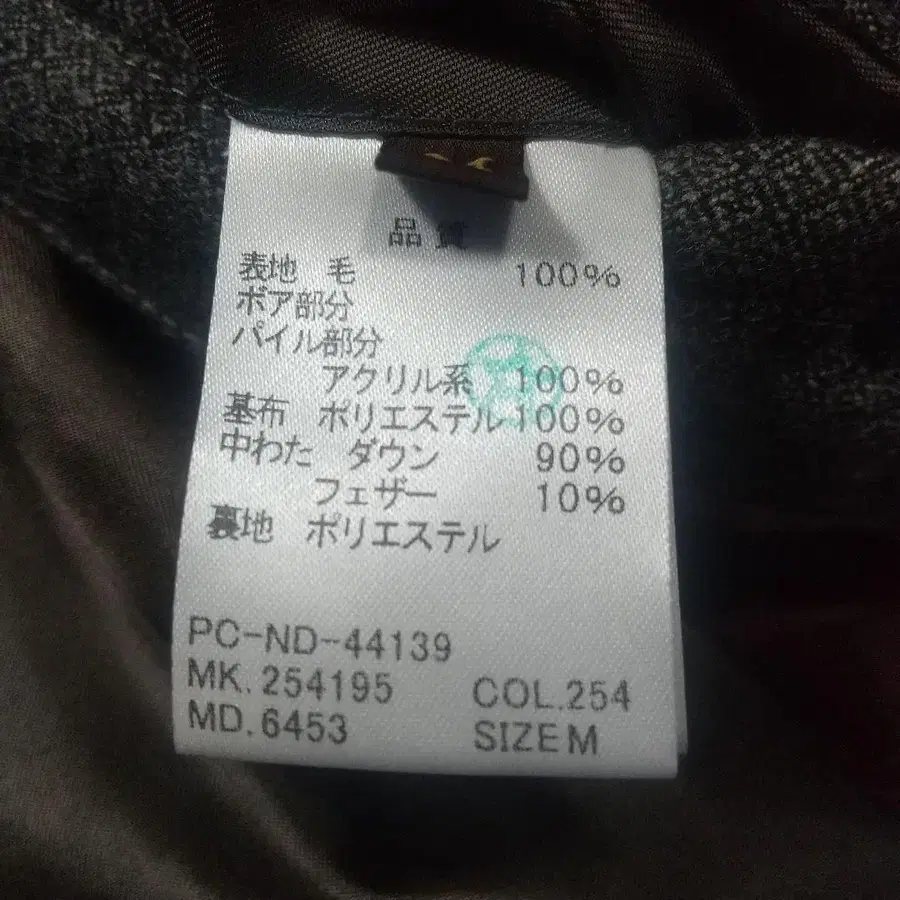 品質
表地 毛 100%
ボア部分
パイル部分
アクリル系 100%
基布 ポリエステル 100%
中わた ダウン 90%
フェザー 10%
裏地 ポリエステル
PC-ND-44139
MK.254195 COL.254
MD.6453 SIZE M